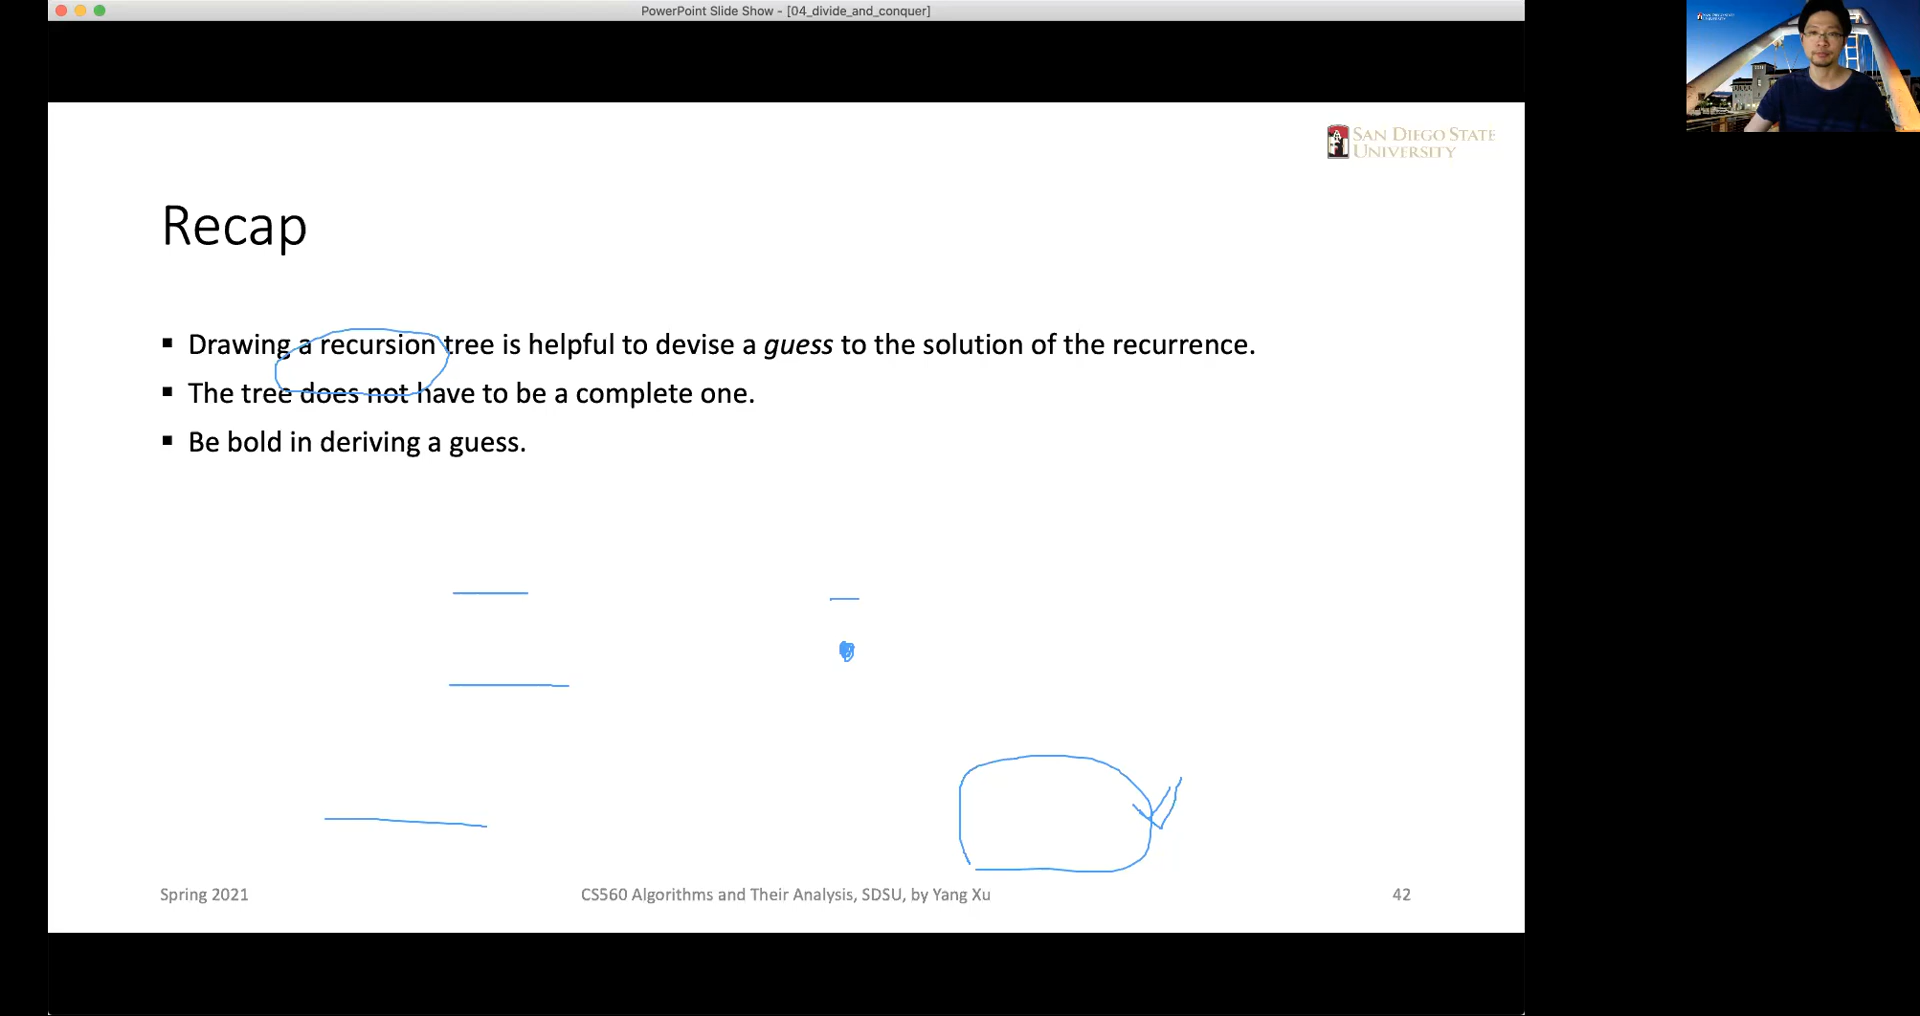 PowerPoint Slide Show - [04_divide_and_conquer]
SAN DIEGO STATE
UNIVERSITY
Recap
▪ Drawing a recursion tree is helpful to devise a guess to the solution of the recurrence.
▪ The tree does not have to be a complete one.
▪ Be bold in deriving a guess.
Spring 2021
CS560 Algorithms and Their Analysis, SDSU, by Yang Xu
42